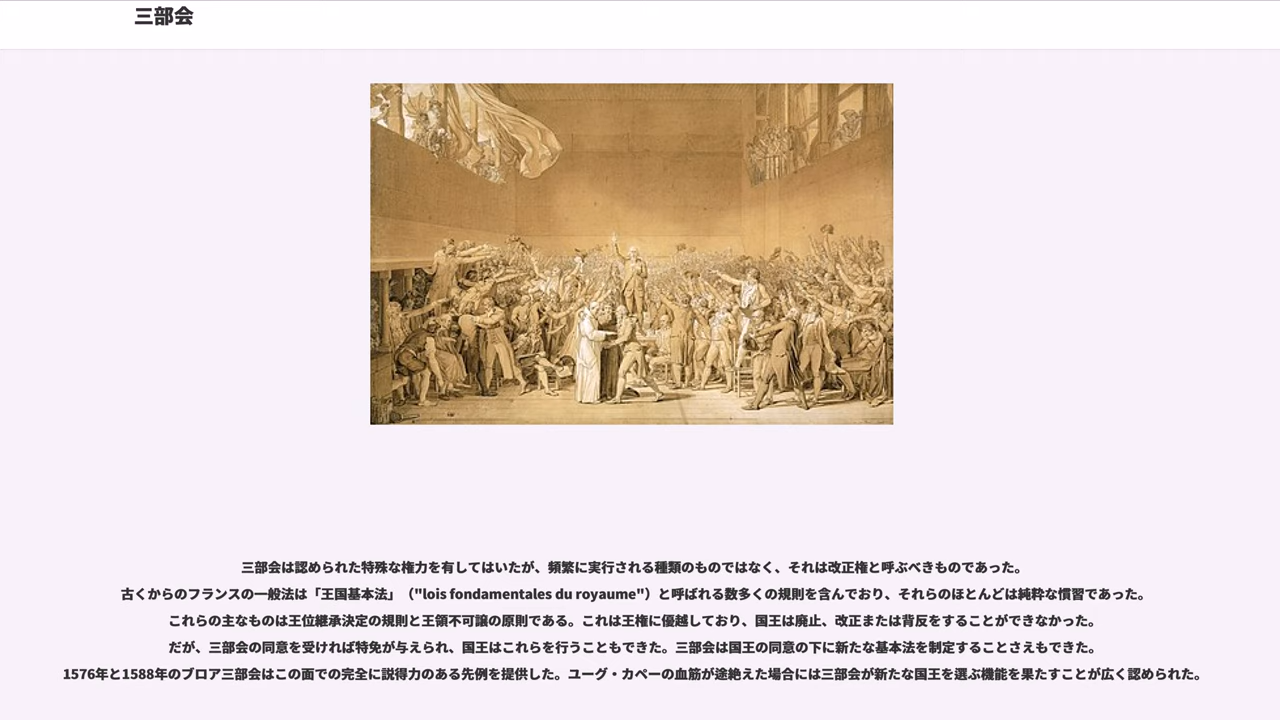 三部会
三部会は認められた特殊な権力を有してはいたが、頻繁に実行される種類のものではなく、それは改正権と呼ぶべきものであった。
古くからのフランスの一般法は「王国基本法」（"lois fondamentales du royaume"）と呼ばれる数多くの規則を含んでおり、それらのほとんどは純粋な慣習であった。
これらの主なものは王位継承決定の規則と王領不可譲の原則である。これは王権に優越しており、国王は廃止、改正または背反をすることができなかった。
だが、三部会の同意を受ければ特免が与えられ、国王はこれらを行うこともできた。三部会は国王の同意の下に新たな基本法を制定することさえもできた。
1576年と1588年のブロア三部会はこの面での完全に説得力のある先例を提供した。ユーグ・カペーの血筋が途絶えた場合には三部会が新たな国王を選ぶ機能を果たすことが広く認められた。